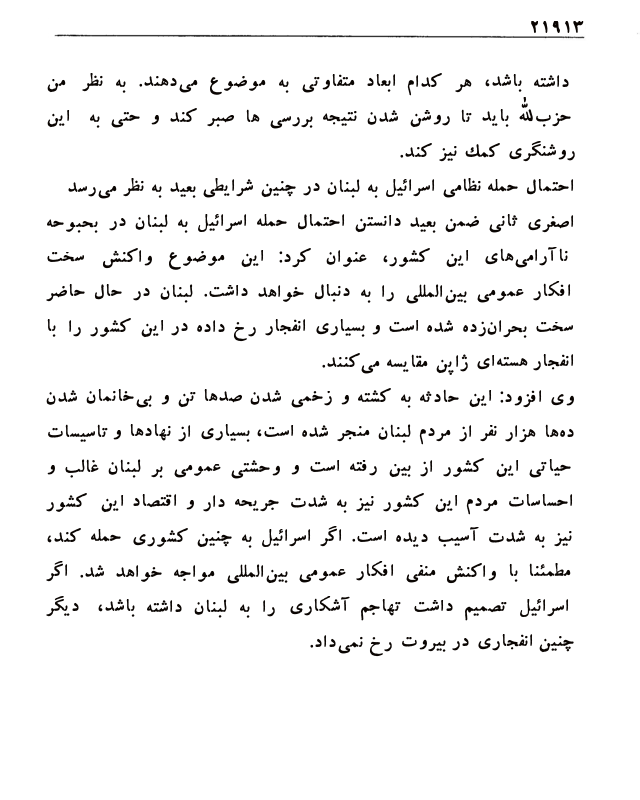 ۲۱۹۱۳
داشته باشد، هر کدام ابعاد متفاوتی به موضوع می‌دهند. به نظر من
حزب‌الله باید تا روشن شدن نتیجه بررسی ها صبر کند و حتی به این
روشنگری کمك نیز کند.
احتمال حمله نظامی اسرائیل به لبنان در چنین شرایطی بعید به نظر می‌رسد
اصغری ثانی ضمن بعید دانستن احتمال حمله اسرائیل به لبنان در بحبوحه
ناآرامی‌های این کشور، عنوان کرد: این موضوع واکنش سخت
افکار عمومی بین‌المللی را به دنبال خواهد داشت. لبنان در حال حاضر
سخت بحران‌زده شده است و بسیاری انفجار رخ داده در این کشور را با
انفجار هسته‌ای ژاپن مقایسه می‌کنند.
وی افزود: این حادثه به کشته و زخمی شدن صدها تن و بی‌خانمان شدن
ده‌ها هزار نفر از مردم لبنان منجر شده است، بسیاری از نهادها و تاسیسات
حیاتی این کشور از بین رفته است و وحشتی عمومی بر لبنان غالب و
احساسات مردم این کشور نیز به شدت جریحه دار و اقتصاد این کشور
نیز به شدت آسیب دیده است. اگر اسرائیل به چنین کشوری حمله کند،
مطمئنا با واکنش منفی افکار عمومی بین‌المللی مواجه خواهد شد. اگر
اسرائیل تصمیم داشت تهاجم آشکاری را به لبنان داشته باشد، دیگر
چنین انفجاری در بیروت رخ نمی‌داد.